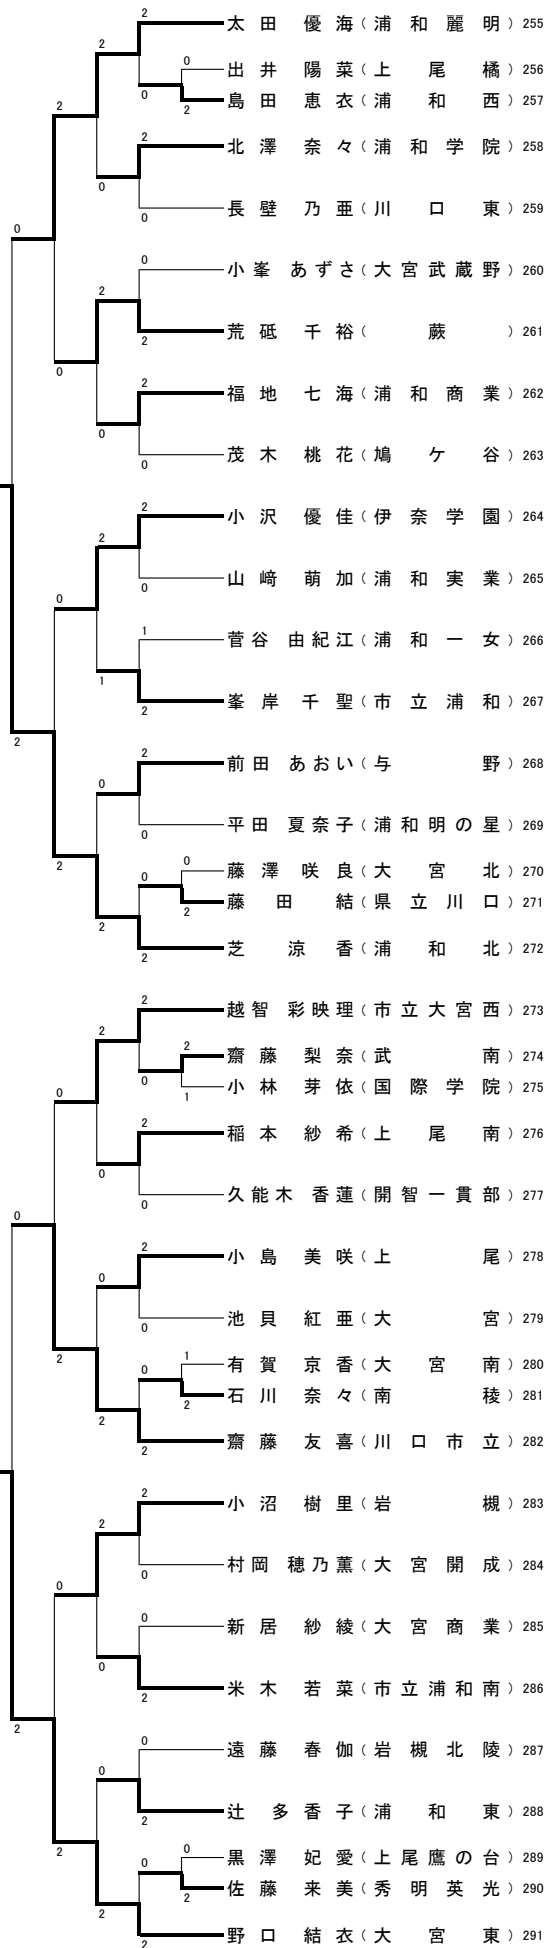 太田 優海（浦和麗明）255
出井 陽菜（上尾橘）256
島田 恵衣（浦和西）257
北澤 奈々（浦和学院）258
長壁 乃亜（川口東）259
小峯 あずさ（大宮武蔵野）260
荒砥 千裕（蕨）261
福地 七海（浦和商業）262
茂木 桃花（鳩ケ谷）263
小沢 優佳（伊奈学園）264
山﨑 萌加（浦和実業）265
菅谷 由紀江（浦和一女）266
峯岸 千聖（市立浦和）267
前田 あおい（与野）268
平田 夏奈子（浦和明の星）269
藤澤 咲良（大宮北）270
藤田 結（県立川口）271
芝 涼香（浦和北）272
越智 彩映理（市立大宮西）273
齋藤 梨奈（武南）274
小林 芽依（国際学院）275
稲本 紗希（上尾南）276
久能木 香蓮（開智一貫部）277
小島 美咲（上尾）278
池貝 紅亜（大宮）279
有賀 京香（大宮南）280
石川 奈々（南稜）281
齋藤 友喜（川口市立）282
小沼 樹里（岩槻）283
村岡 穂乃薫（大宮開成）284
新居 紗綾（大宮商業）285
米木 若菜（市立浦和南）286
遠藤 春伽（岩槻北陵）287
辻 多香子（浦和東）288
黒澤 妃愛（上尾鷹の台）289
佐藤 来美（秀明英光）290
野口 結衣（大宮東）291